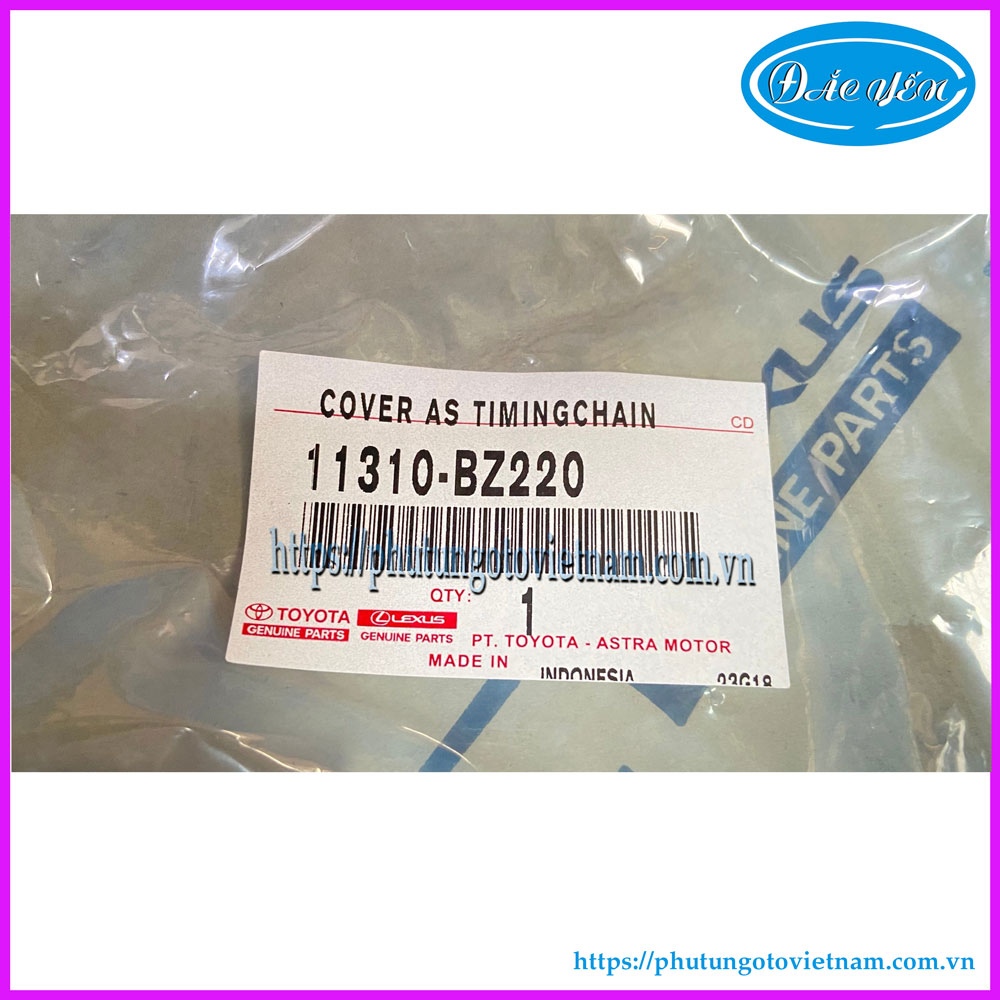 ĐẮC YẾN
LEXUS
GENUINE PARTS
COVER AS TIMINGCHAIN
CD
11310-BZ220
https://phutungotovietnam.com.vn
QTY: 1
TOYOTA
GENUINE PARTS
LEXUS
GENUINE PARTS
PT. TOYOTA - ASTRA MOTOR
MADE IN INDONESIA 03G18
https://phutungotovietnam.com.vn